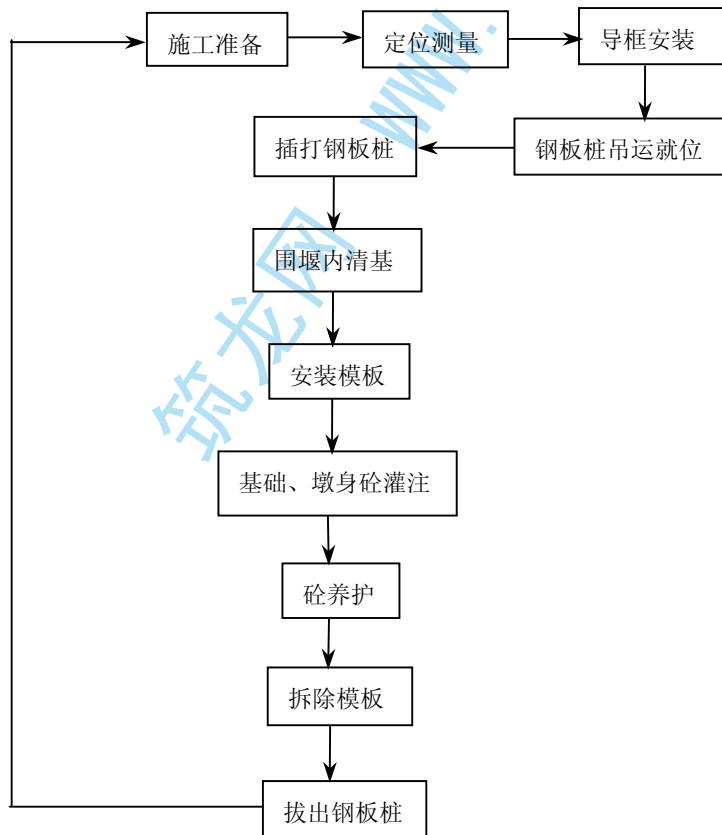 施工准备
定位测量
导框安装
插打钢板桩
钢板桩吊运就位
围堰内清基
安装模板
基础、墩身砼灌注
砼养护
拆除模板
拔出钢板桩
筑龙网 www.